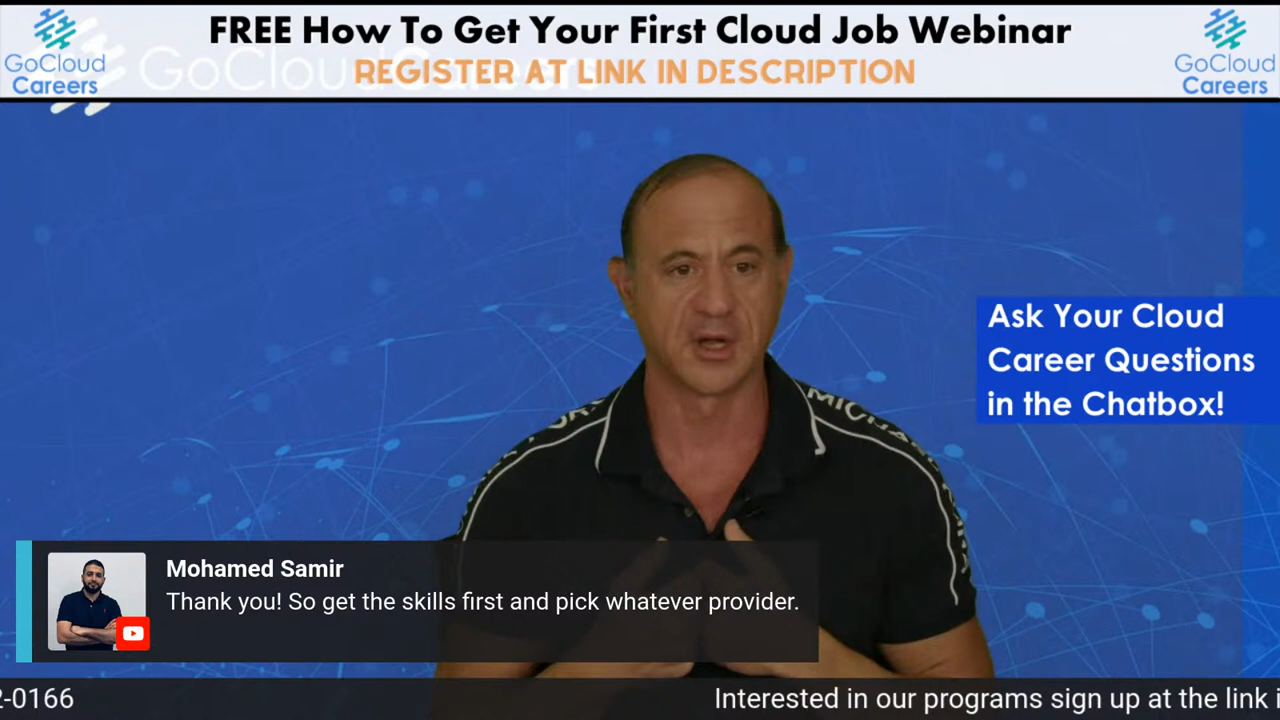 FREE How To Get Your First Cloud Job Webinar
REGISTER AT LINK IN DESCRIPTION
GoCloud
Careers
GoCloud
Careers
GoCloud
Ask Your Cloud
Career Questions
in the Chatbox!
Mohamed Samir
Thank you! So get the skills first and pick whatever provider.
2-0166
Interested in our programs sign up at the link i